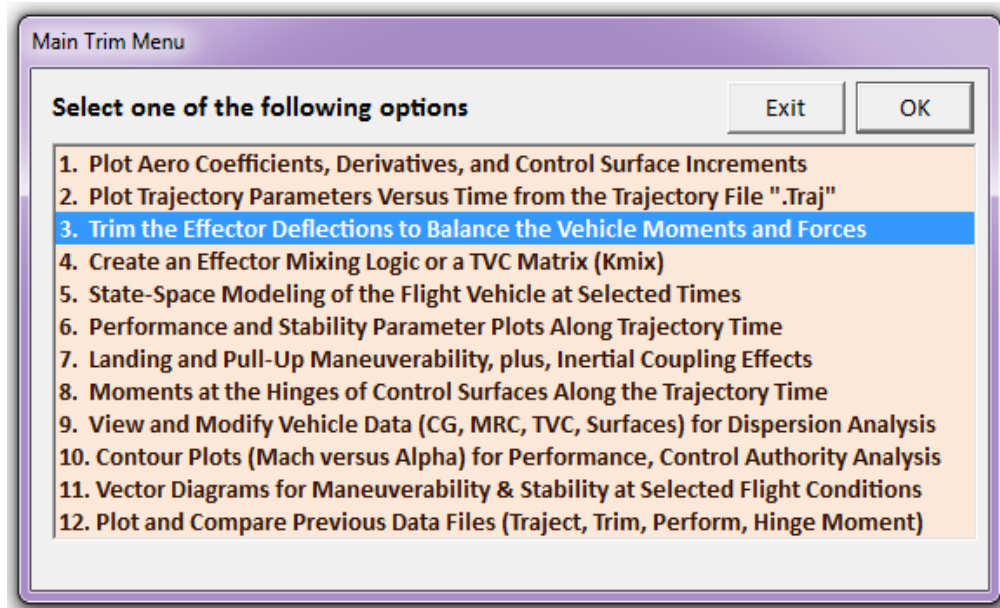 Main Trim Menu
Select one of the following options
Exit
OK
1. Plot Aero Coefficients, Derivatives, and Control Surface Increments
2. Plot Trajectory Parameters Versus Time from the Trajectory File ".Traj"
3. Trim the Effector Deflections to Balance the Vehicle Moments and Forces
4. Create an Effector Mixing Logic or a TVC Matrix (Kmix)
5. State-Space Modeling of the Flight Vehicle at Selected Times
6. Performance and Stability Parameter Plots Along Trajectory Time
7. Landing and Pull-Up Maneuverability, plus, Inertial Coupling Effects
8. Moments at the Hinges of Control Surfaces Along the Trajectory Time
9. View and Modify Vehicle Data (CG, MRC, TVC, Surfaces) for Dispersion Analysis
10. Contour Plots (Mach versus Alpha) for Performance, Control Authority Analysis
11. Vector Diagrams for Maneuverability & Stability at Selected Flight Conditions
12. Plot and Compare Previous Data Files (Traject, Trim, Perform, Hinge Moment)